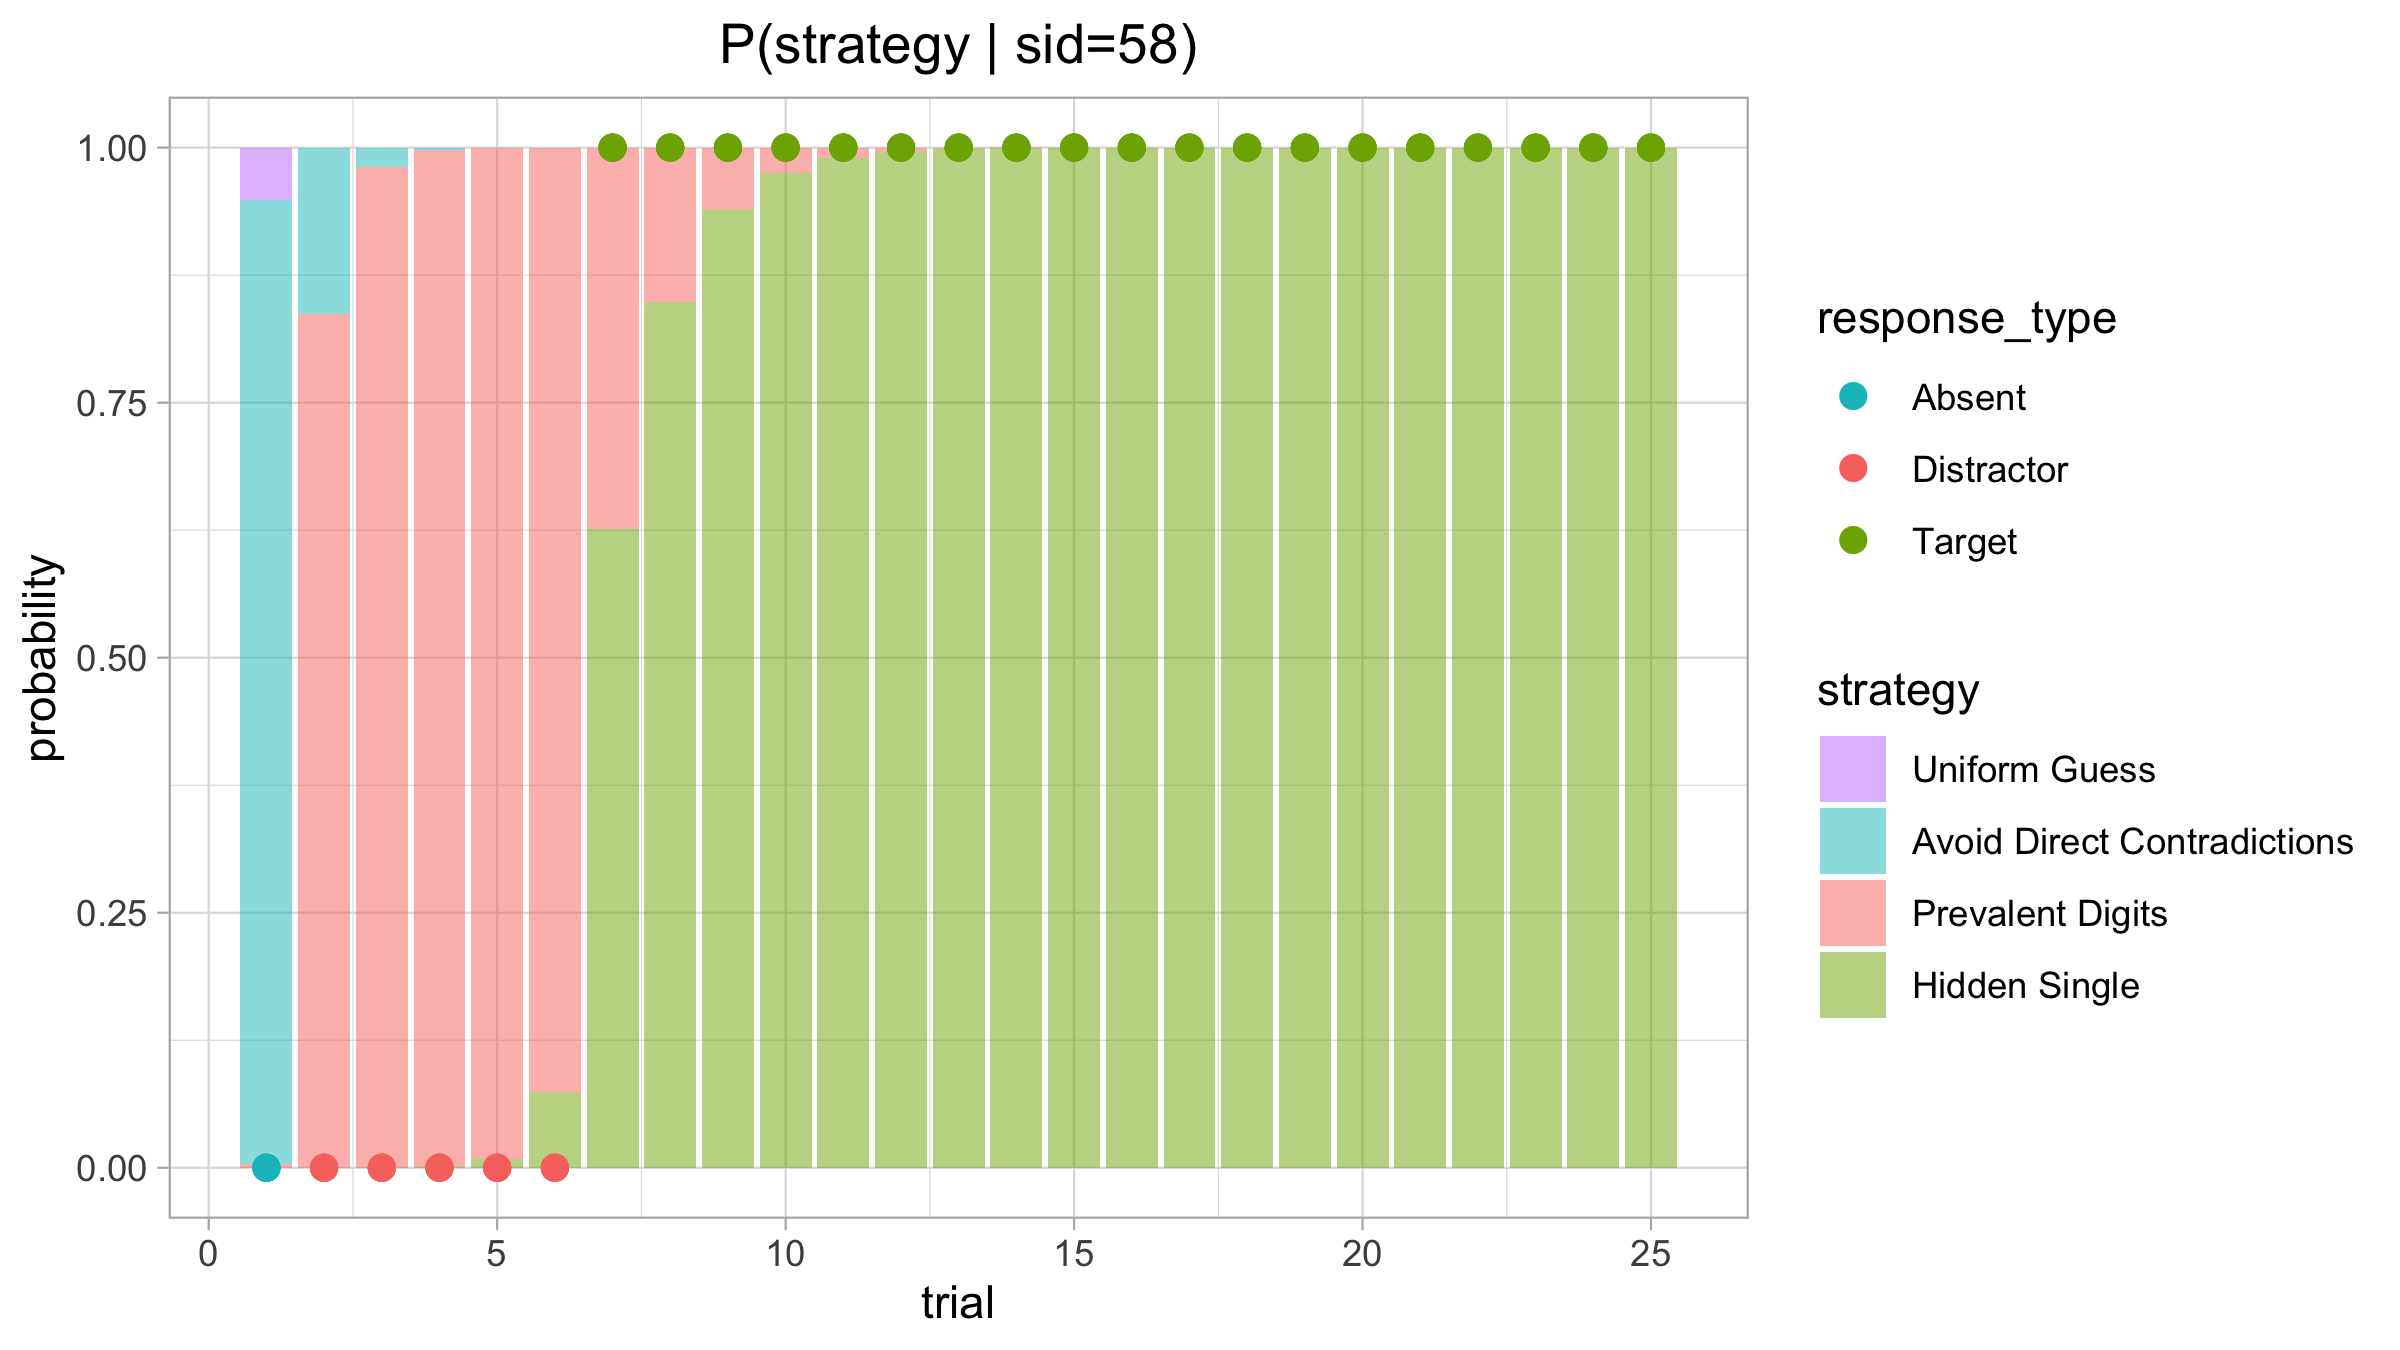 P(strategy | sid=58)
1.00
0.75
0.50
0.25
0.00
probability
0 5 10 15 20 25
trial
response_type
Absent
Distractor
Target
strategy
Uniform Guess
Avoid Direct Contradictions
Prevalent Digits
Hidden Single